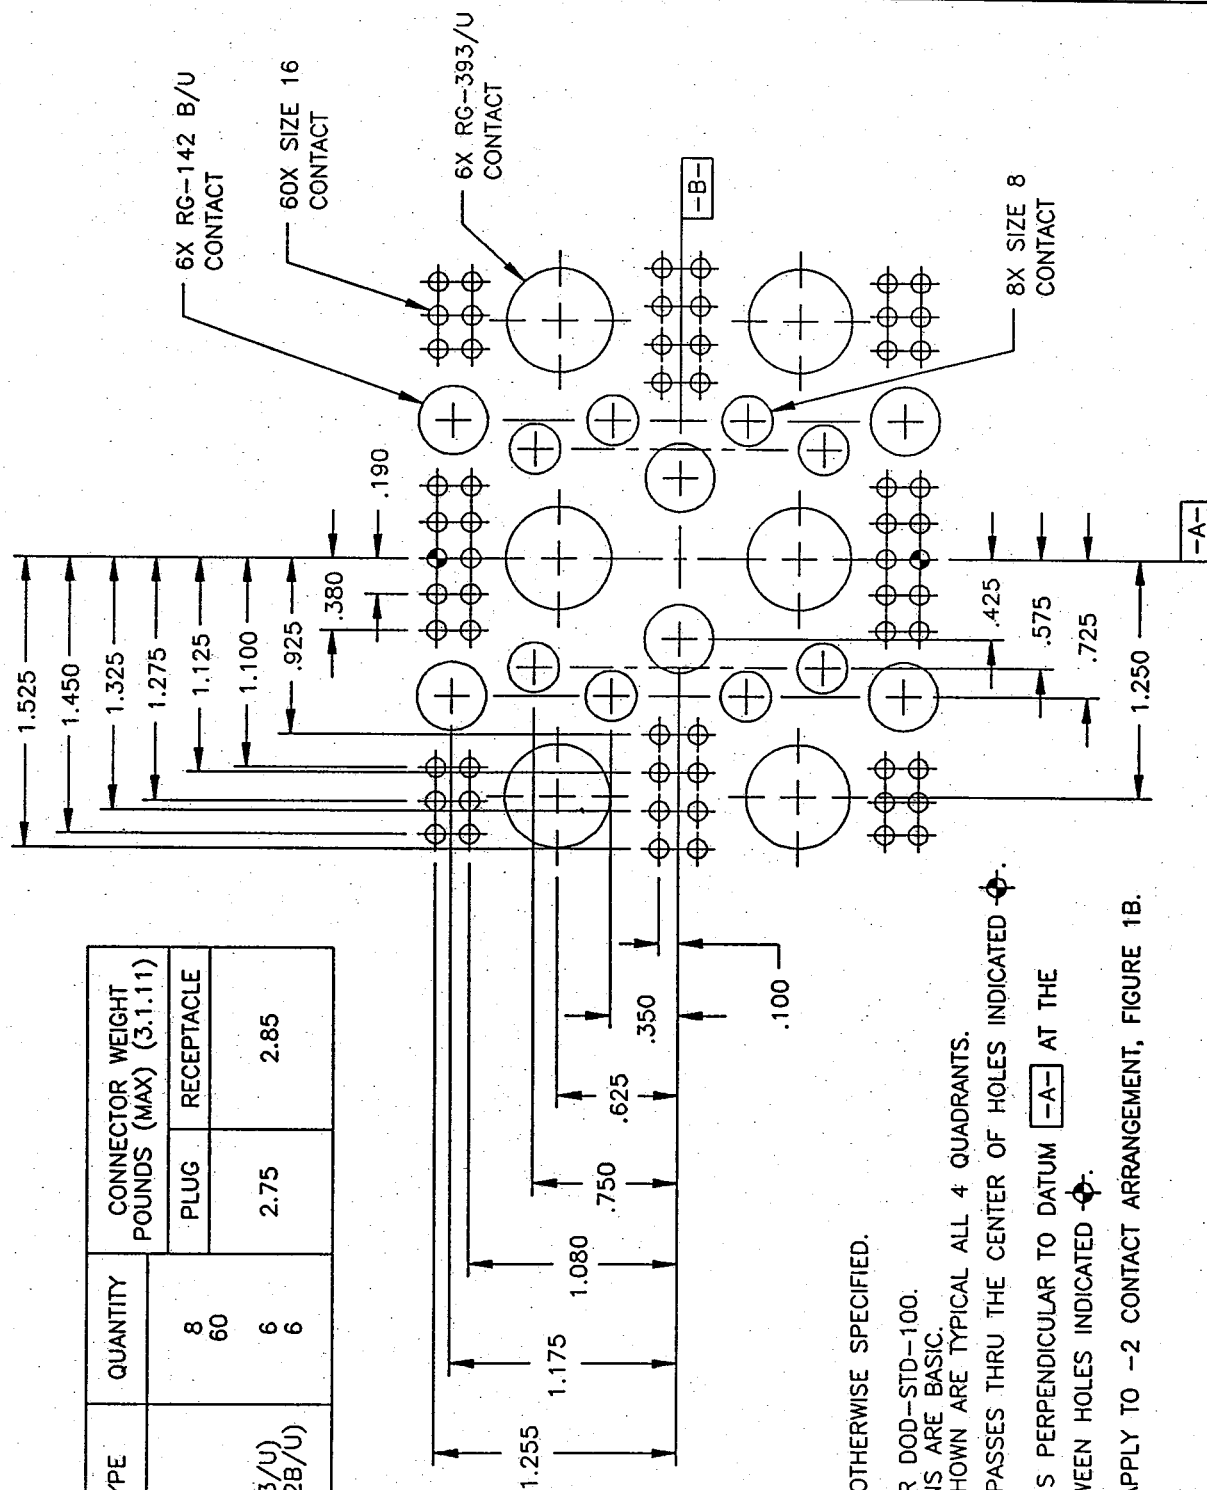 6X RG-142 B/U
CONTACT
60X SIZE 16
CONTACT
6X RG-393/U
CONTACT
-B-
8X SIZE 8
CONTACT
-A-
1.525
1.450
1.325
1.275
1.125
1.100
.925
.380
.190
.425
.575
.725
1.250
.100
.350
.625
.750
1.080
1.175
1.255
YPE
QUANTITY
CONNECTOR WEIGHT
POUNDS (MAX) (3.1.11)
PLUG
RECEPTACLE
8
60
2.75
2.85
3/U)
6
2B/U)
6
OTHERWISE SPECIFIED.
R DOD-STD-100.
NS ARE BASIC.
HOWN ARE TYPICAL ALL 4 QUADRANTS.
PASSES THRU THE CENTER OF HOLES INDICATED .
S PERPENDICULAR TO DATUM -A- AT THE
WEEN HOLES INDICATED .
APPLY TO -2 CONTACT ARRANGEMENT, FIGURE 1B.